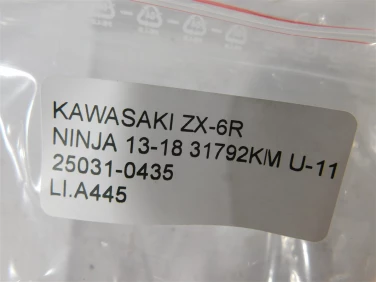 KAWASAKI ZX-6R
NINJA 13-18 31792K/M U-11
25031-0435
LI.A445